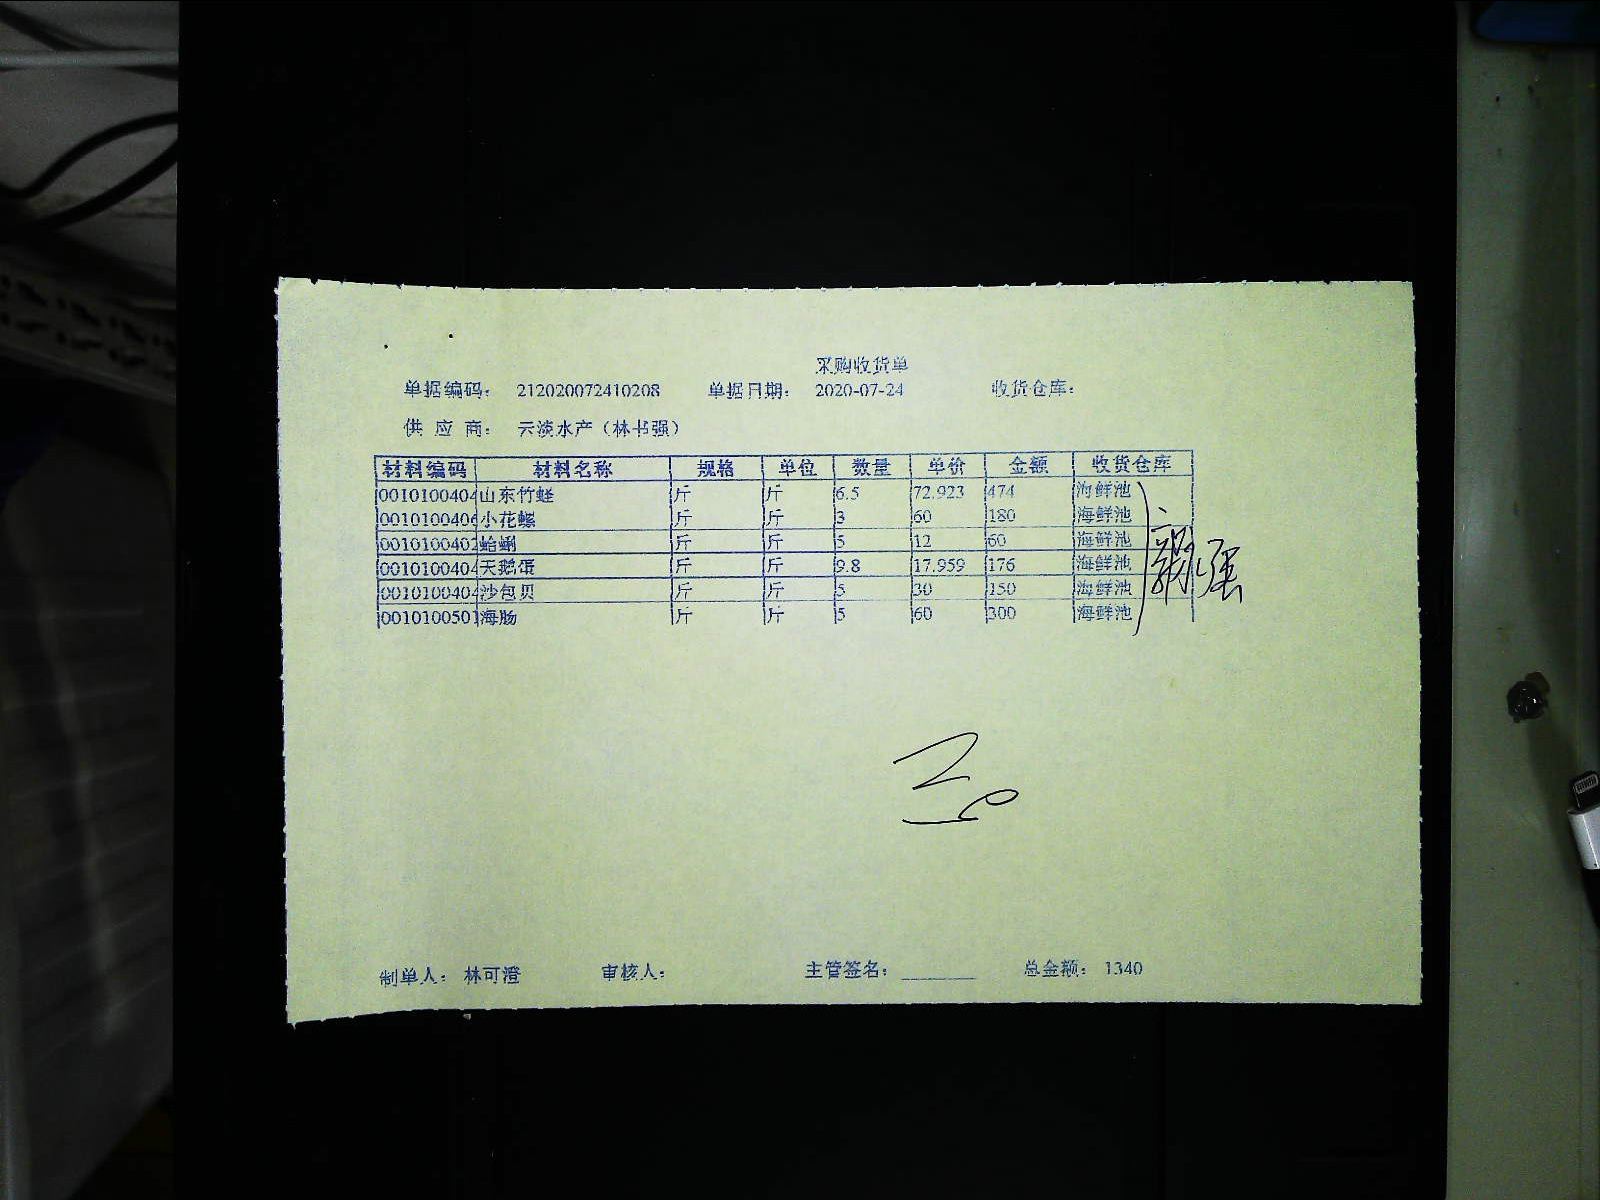 采购收货单
单据编码： 212020072410208 单据日期： 2020-07-24 收货仓库：
供 应 商： 云淡水产（林书强）
材料编码 材料名称 规格 单位 数量 单价 金额 收货仓库
0010100404 山东竹蛏 斤 斤 6.5 72.923 474 海鲜池
0010100406 小花螺 斤 斤 3 60 180 海鲜池
0010100402 蛤蜊 斤 斤 5 12 60 海鲜池
0010100404 天鹅蛋 斤 斤 9.8 17.959 176 海鲜池
0010100404 沙包贝 斤 斤 5 30 150 海鲜池
0010100501 海肠 斤 斤 5 60 300 海鲜池
制单人： 林可澄 审核人： 主管签名： 总金额： 1340